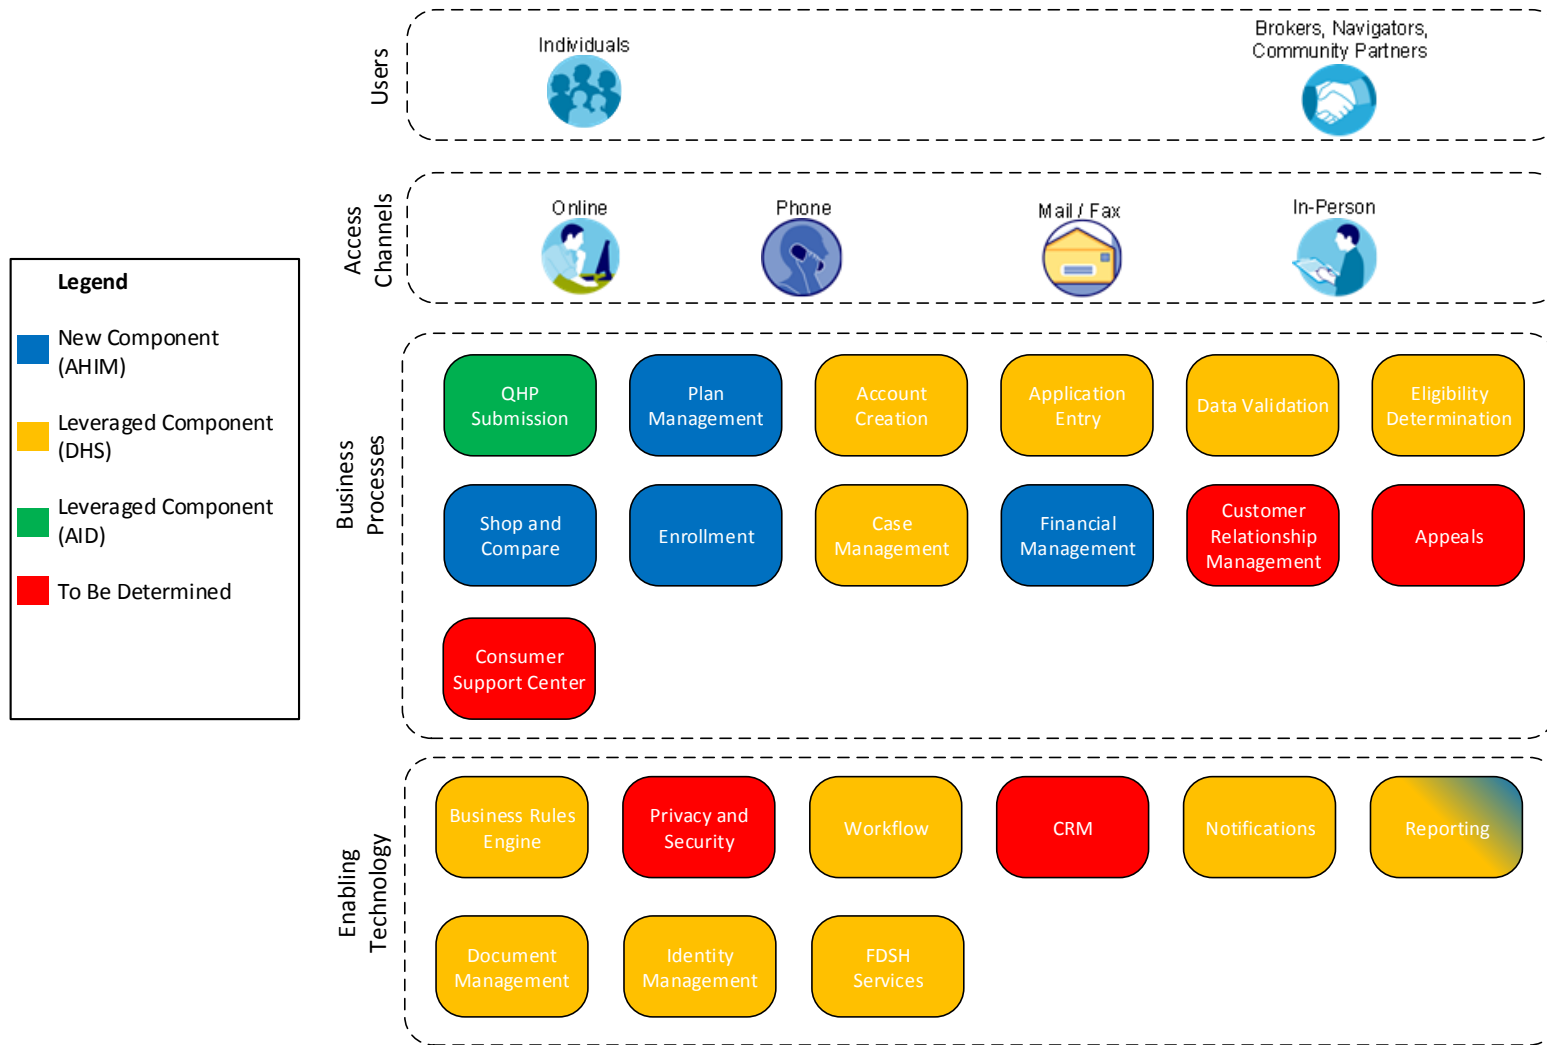 Users
Individuals
Brokers, Navigators,
Community Partners
Access
Channels
Online
Phone
Mail / Fax
In-Person
Legend
New Component
(AHIM)
Leveraged Component
(DHS)
Leveraged Component
(AID)
To Be Determined
Business
Processes
QHP
Submission
Plan
Management
Account
Creation
Application
Entry
Data Validation
Eligibility
Determination
Shop and
Compare
Enrollment
Case
Management
Financial
Management
Customer
Relationship
Management
Appeals
Consumer
Support Center
Enabling
Technology
Business Rules
Engine
Privacy and
Security
Workflow
CRM
Notifications
Reporting
Document
Management
Identity
Management
FDSH
Services